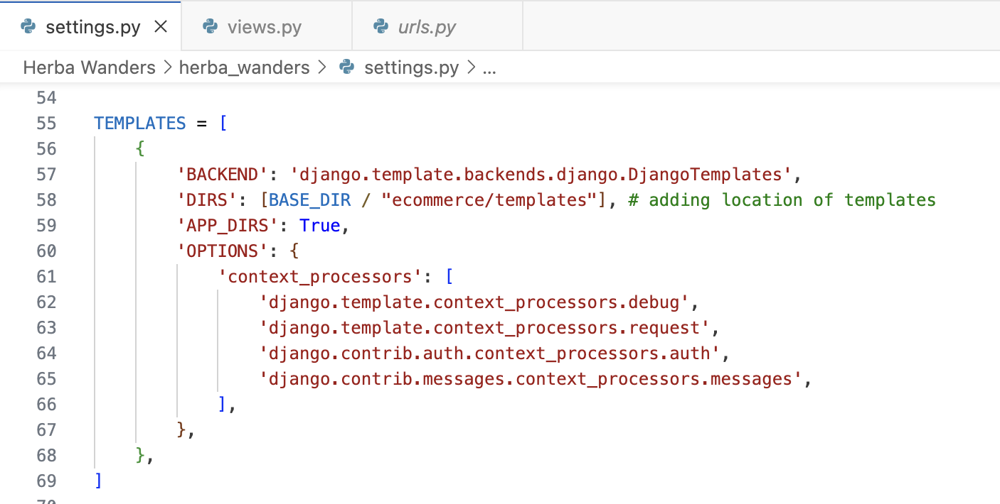 settings.py
views.py
urls.py
Herba Wanders > herba_wanders > settings.py > ...
54
55 TEMPLATES = [
56 {
57 'BACKEND': 'django.template.backends.django.DjangoTemplates',
58 'DIRS': [BASE_DIR / "ecommerce/templates"], # adding location of templates
59 'APP_DIRS': True,
60 'OPTIONS': {
61 'context_processors': [
62 'django.template.context_processors.debug',
63 'django.template.context_processors.request',
64 'django.contrib.auth.context_processors.auth',
65 'django.contrib.messages.context_processors.messages',
66 ],
67 },
68 },
69 ]
70